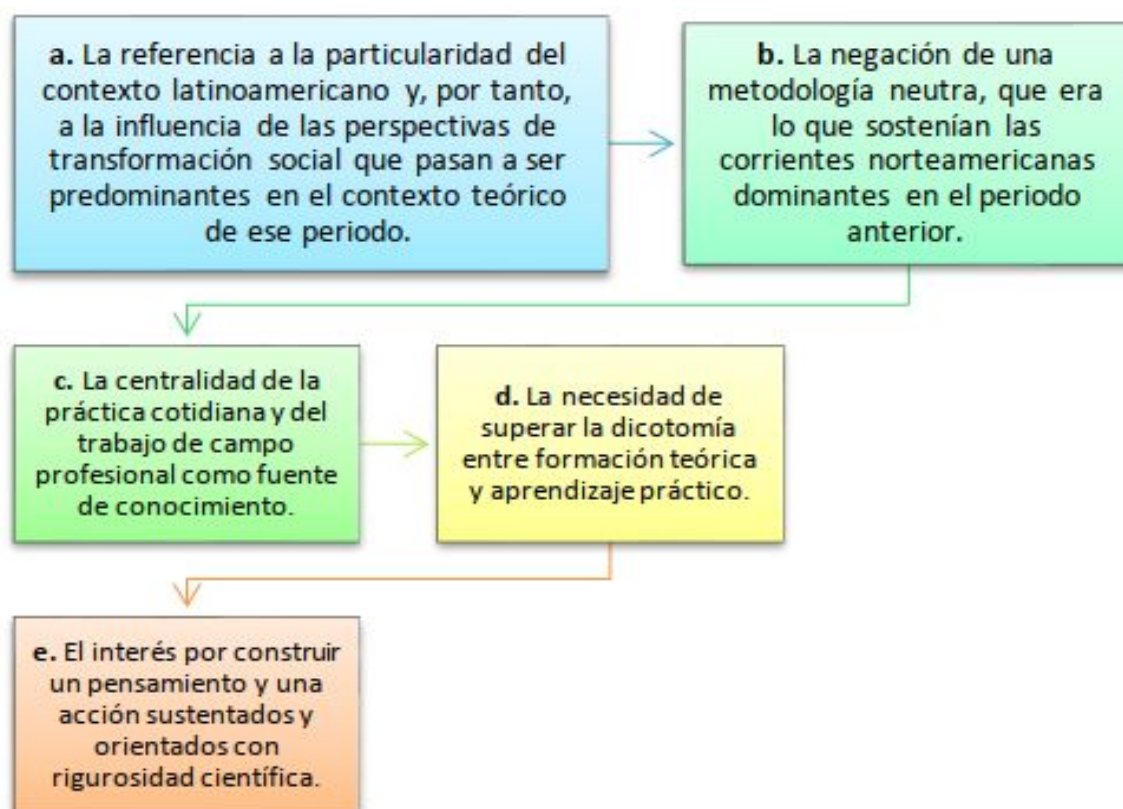 a. La referencia a la particularidad del
contexto latinoamericano y, por tanto,
a la influencia de las perspectivas de
transformación social que pasan a ser
predominantes en el contexto teórico
de ese periodo.
b. La negación de una
metodología neutra, que era
lo que sostenían las
corrientes norteamericanas
dominantes en el periodo
anterior.
c. La centralidad de la
práctica cotidiana y del
trabajo de campo
profesional como fuente
de conocimiento.
d. La necesidad de
superar la dicotomía
entre formación teórica
y aprendizaje práctico.
e. El interés por construir
un pensamiento y una
acción sustentados y
orientados con
rigurosidad científica.